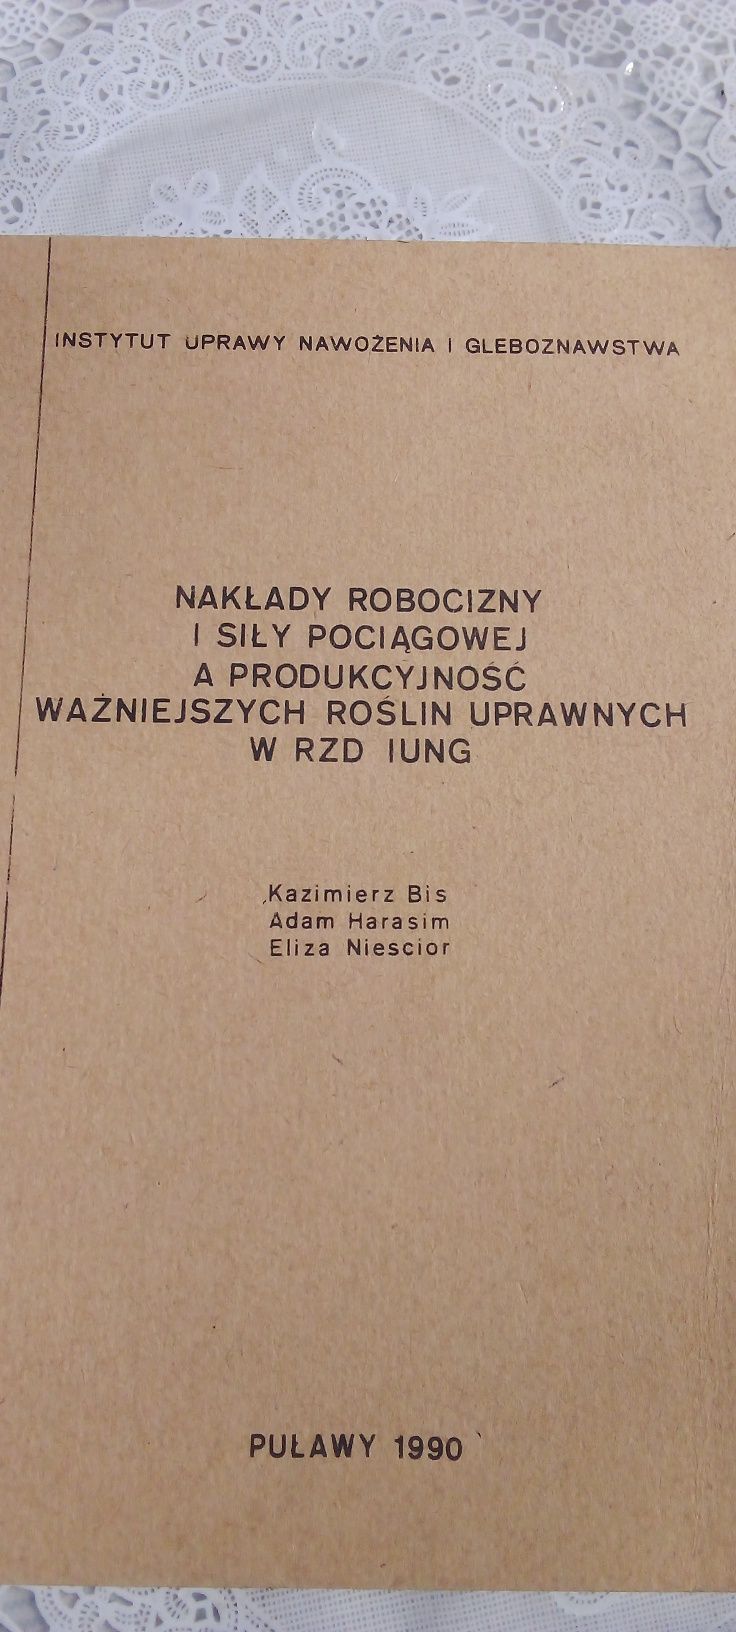 INSTYTUT UPRAWY NAWOŻENIA I GLEBOZNAWSTWA
NAKŁADY ROBOCIZNY
I SIŁY POCIĄGOWEJ
A PRODUKCYJNOŚĆ
WAŻNIEJSZYCH ROŚLIN UPRAWNYCH
W RZD IUNG
Kazimierz Bis
Adam Harasim
Eliza Niescior
PUŁAWY 1990